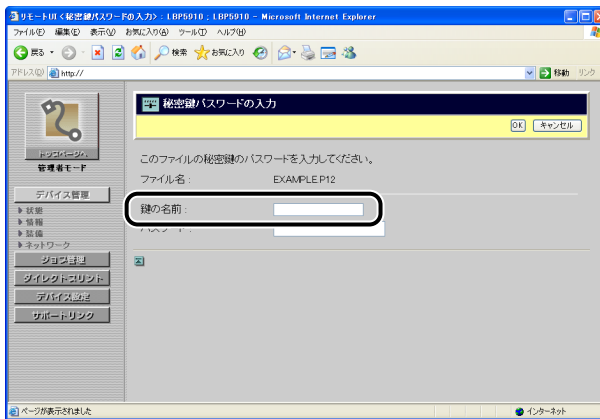 リモートUI <秘密鍵パスワードの入力> : LBP5910 ; LBP5910 - Microsoft Internet Explorer
ファイル(F) 編集(E) 表示(V) お気に入り(A) ツール(T) ヘルプ(H)
戻る 検索 お気に入り
アドレス(D) http:// 移動 リンク
秘密鍵パスワードの入力
OK キャンセル
トップページへ
管理者モード
このファイルの秘密鍵のパスワードを入力してください。
ファイル名 : EXAMPLE.P12
鍵の名前 :
パスワード :
デバイス管理
状態
情報
装備
ネットワーク
ジョブ管理
ダイレクトプリント
デバイス設定
サポートリンク
ページが表示されました インターネット